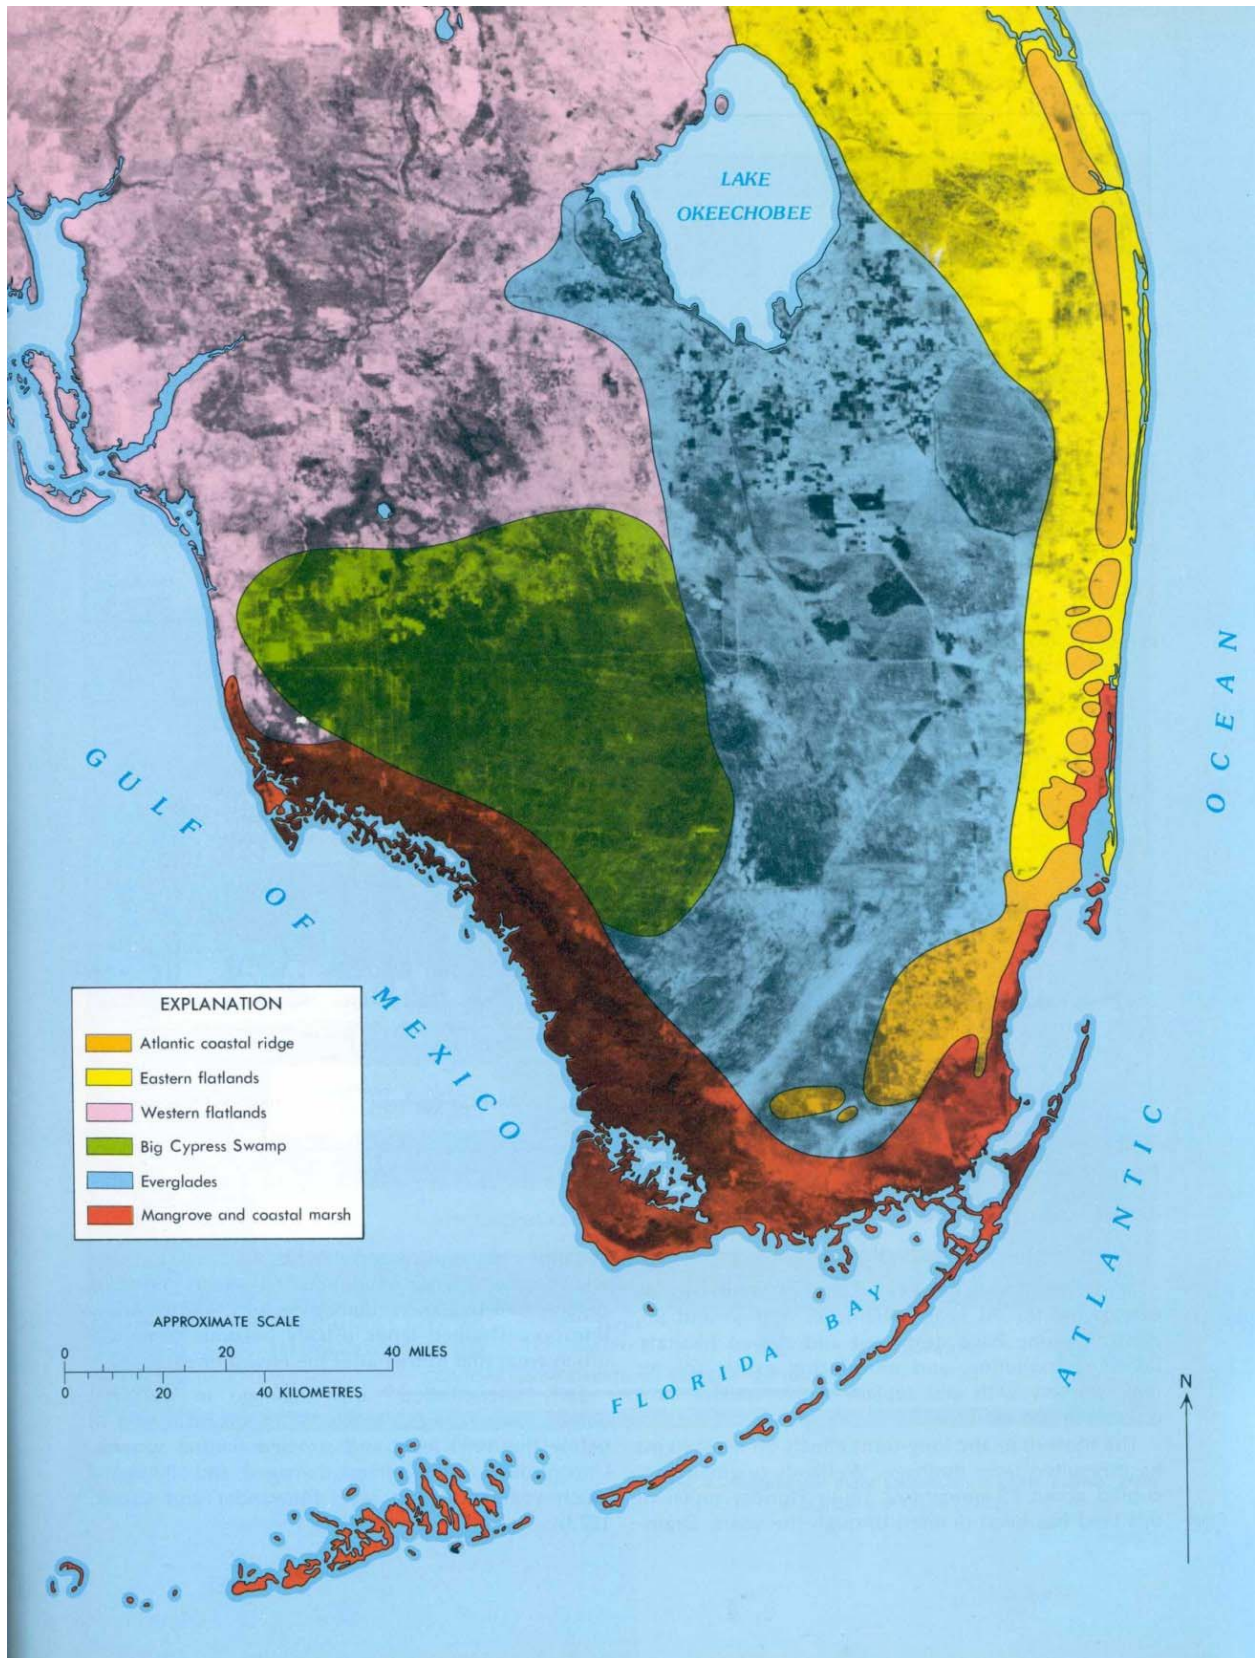 LAKE
OKEECHOBEE
GULF OF MEXICO
OCEAN
ATLANTIC
EXPLANATION
Atlantic coastal ridge
Eastern flatlands
Western flatlands
Big Cypress Swamp
Everglades
Mangrove and coastal marsh
FLORIDA BAY
APPROXIMATE SCALE
0 20 40 MILES
0 20 40 KILOMETRES
N